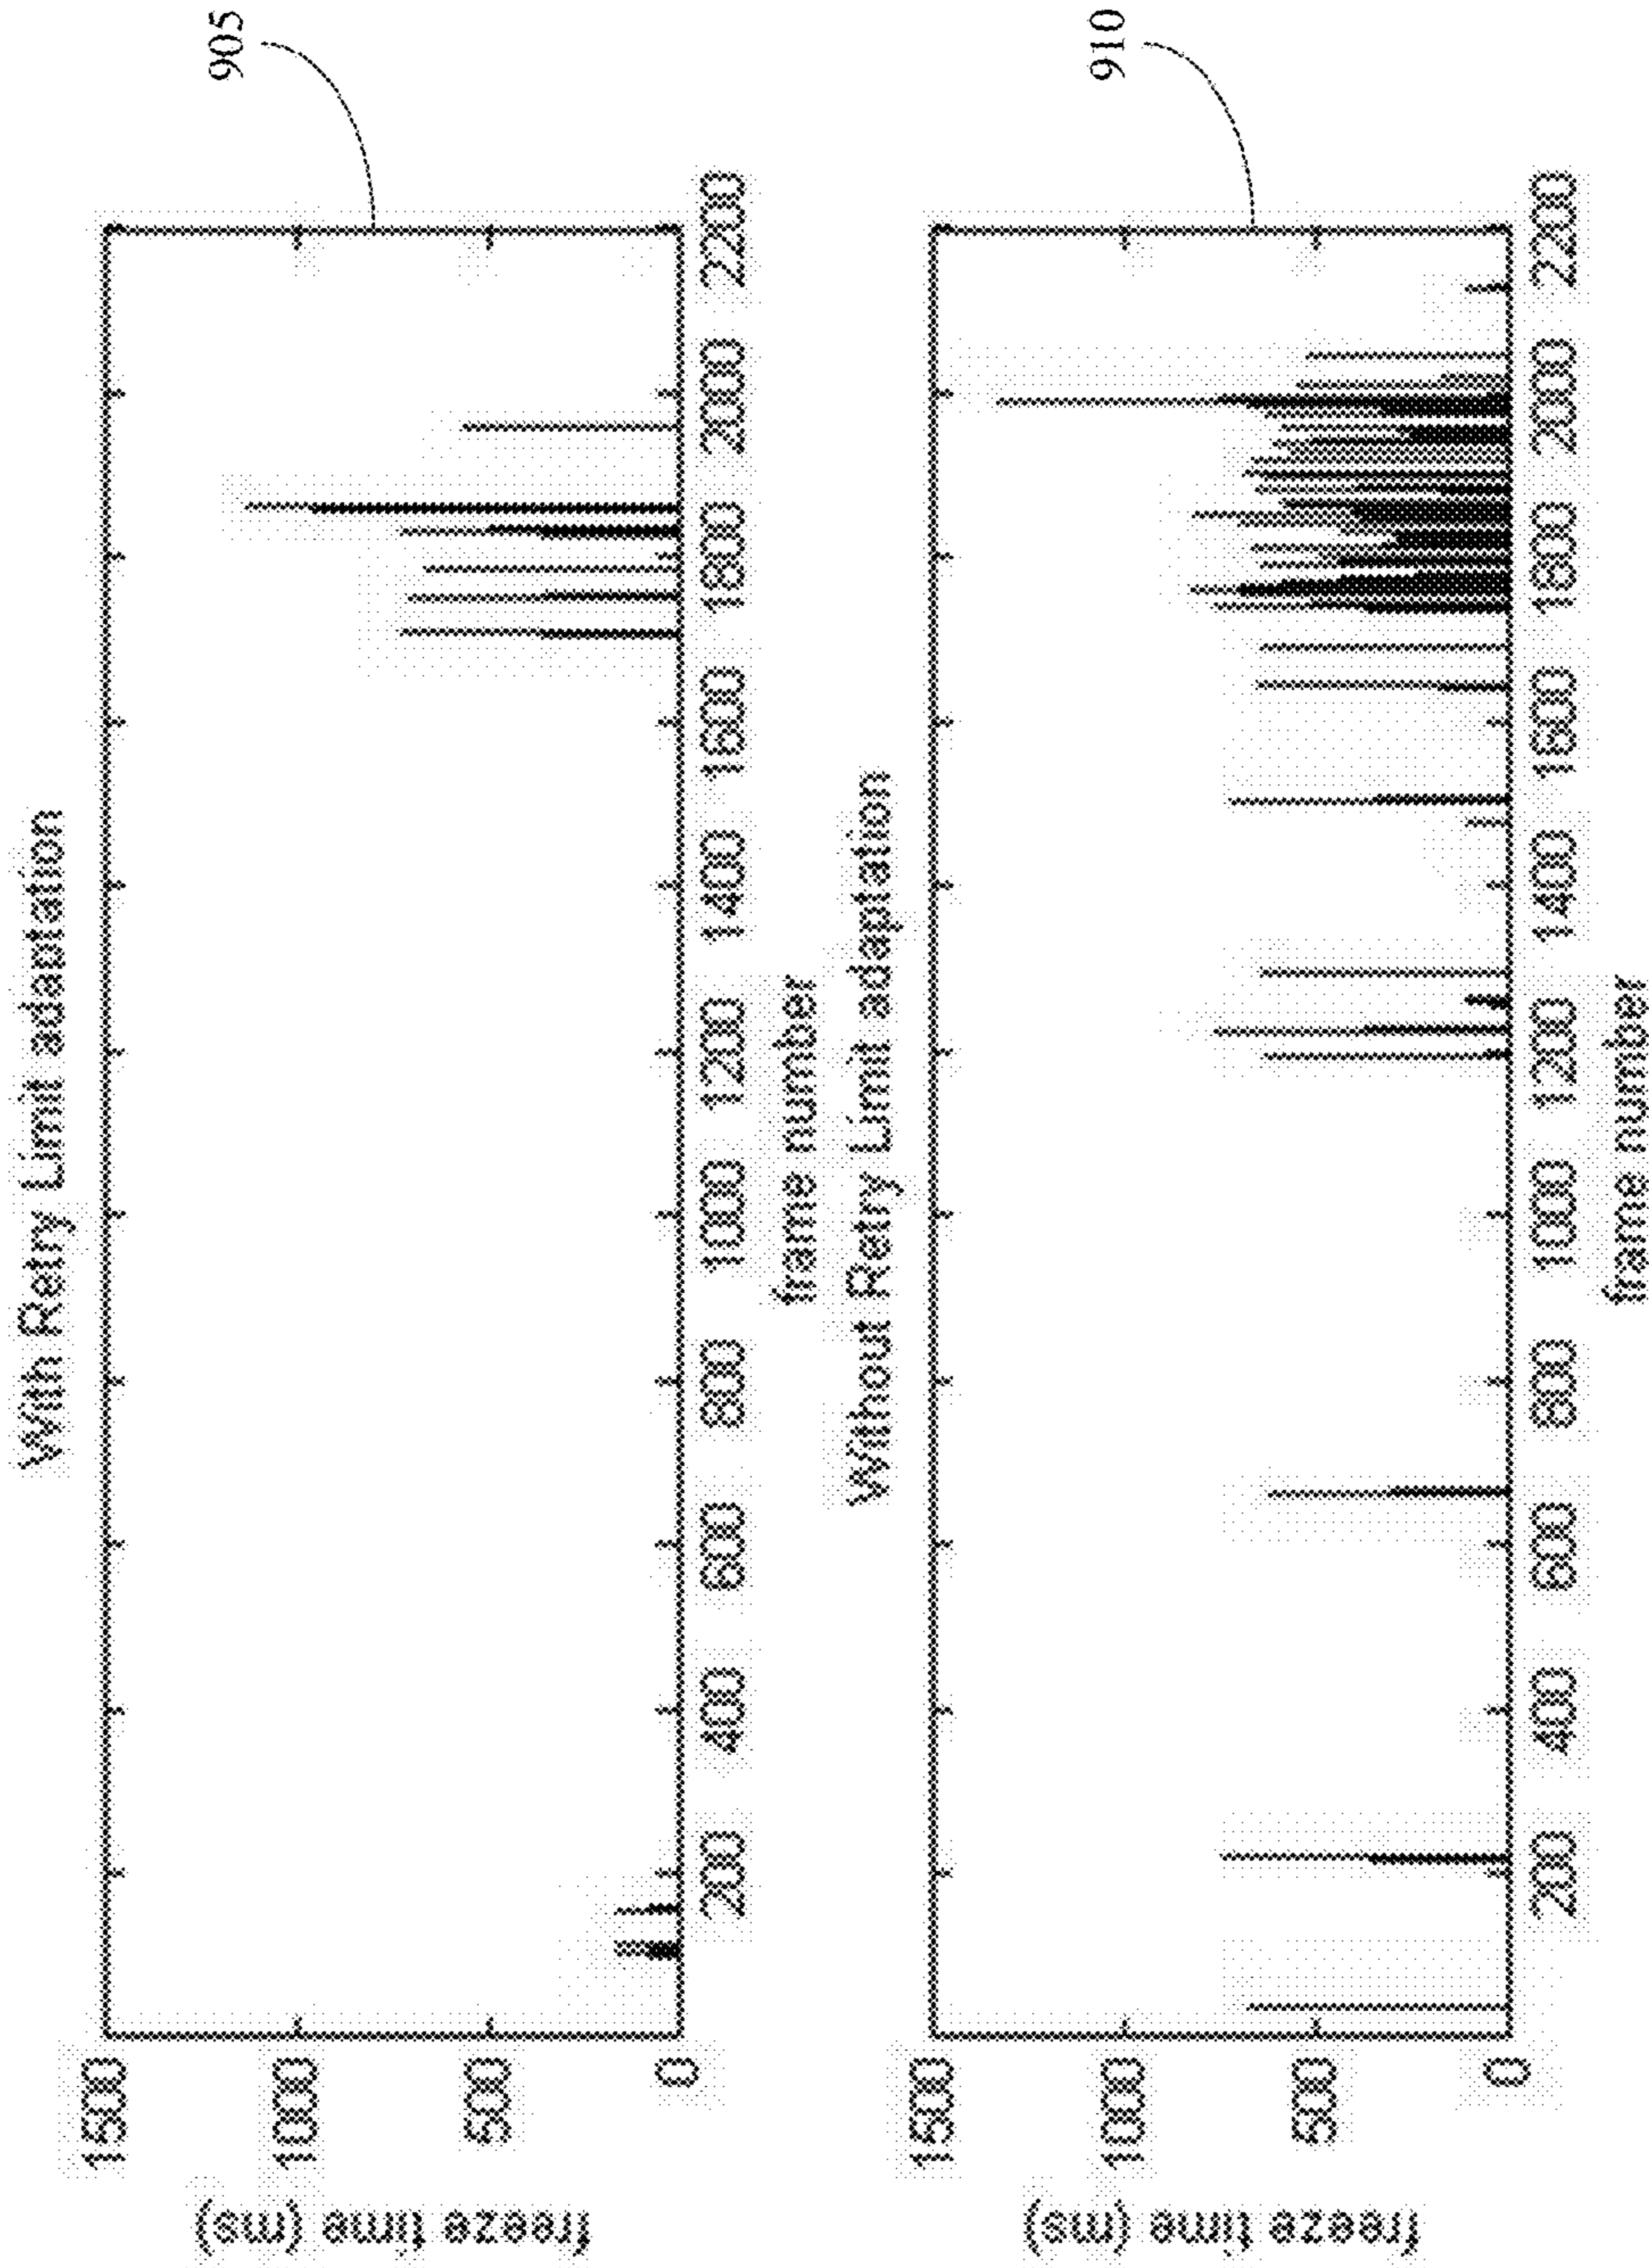 With Retry Limit adaptation
905
1500
1000
500
0
freeze time (ms)
200 400 600 800 1000 1200 1400 1600 1800 2000 2200
frame number
Without Retry Limit adaptation
910
1500
1000
500
0
freeze time (ms)
200 400 600 800 1000 1200 1400 1600 1800 2000 2200
frame number